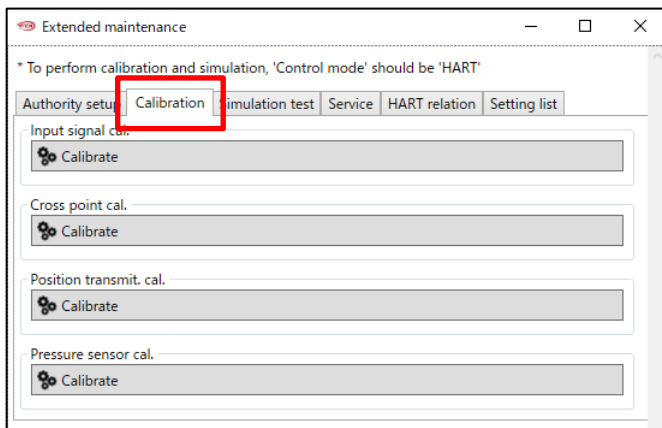 Extended maintenance
* To perform calibration and simulation, 'Control mode' should be 'HART'
Authority setup Calibration Simulation test Service HART relation Setting list
Input signal cal.
Calibrate
Cross point cal.
Calibrate
Position transmit. cal.
Calibrate
Pressure sensor cal.
Calibrate